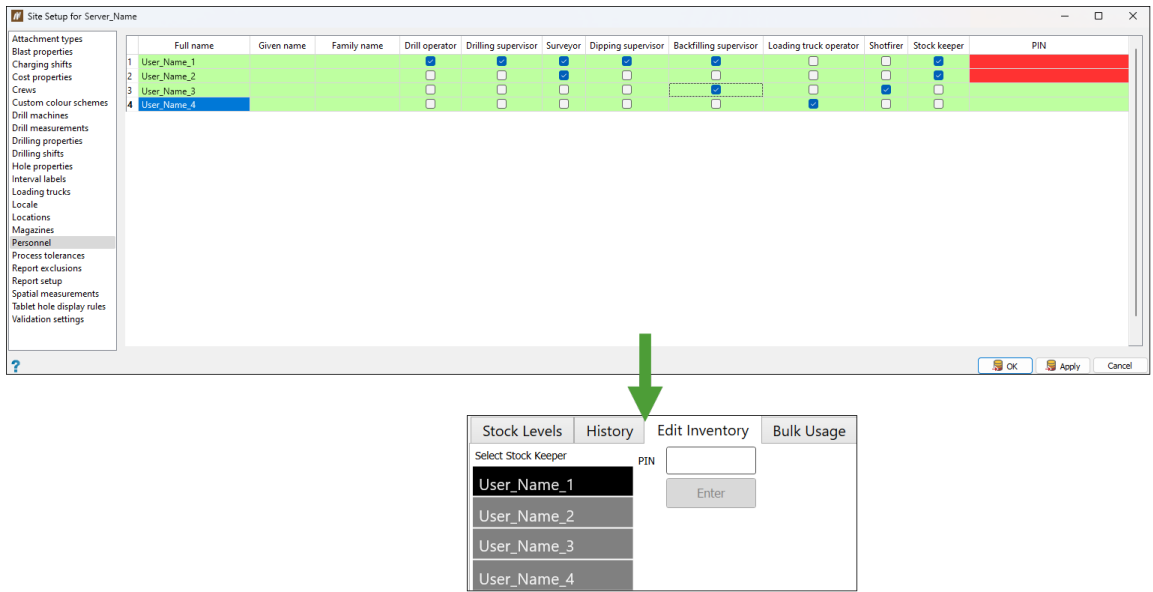 Site Setup for Server_Name
Attachment types
Blast properties
Charging shifts
Cost properties
Crews
Custom colour schemes
Drill machines
Drill measurements
Drilling properties
Drilling shifts
Hole properties
Interval labels
Loading trucks
Locale
Locations
Magazines
Personnel
Process tolerances
Report exclusions
Report setup
Spatial measurements
Tablet hole display rules
Validation settings
Full name Given name Family name Drill operator Drilling supervisor Surveyor Dipping supervisor Backfilling supervisor Loading truck operator Shotfirer Stock keeper PIN
1 User_Name_1
2 User_Name_2
3 User_Name_3
4 User_Name_4
? OK Apply Cancel
Stock Levels History Edit Inventory Bulk Usage
Select Stock Keeper PIN
User_Name_1
Enter
User_Name_2
User_Name_3
User_Name_4